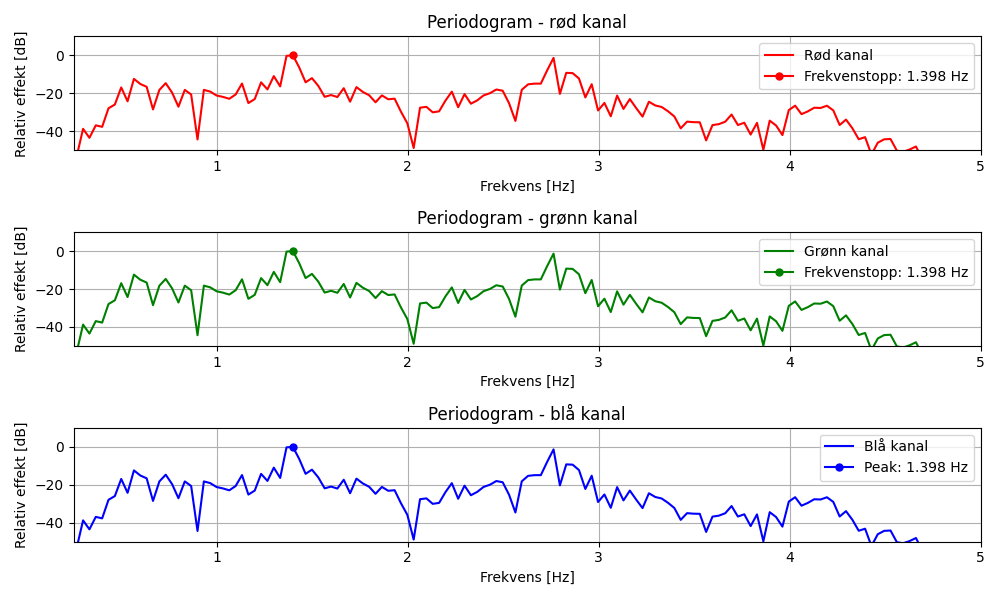 Periodogram - rød kanal
Relativ effekt [dB]
0
−20
−40
Rød kanal
Frekvenstopp: 1.398 Hz
1 2 3 4 5
Frekvens [Hz]
Periodogram - grønn kanal
Relativ effekt [dB]
0
−20
−40
Grønn kanal
Frekvenstopp: 1.398 Hz
1 2 3 4 5
Frekvens [Hz]
Periodogram - blå kanal
Relativ effekt [dB]
0
−20
−40
Blå kanal
Peak: 1.398 Hz
1 2 3 4 5
Frekvens [Hz]